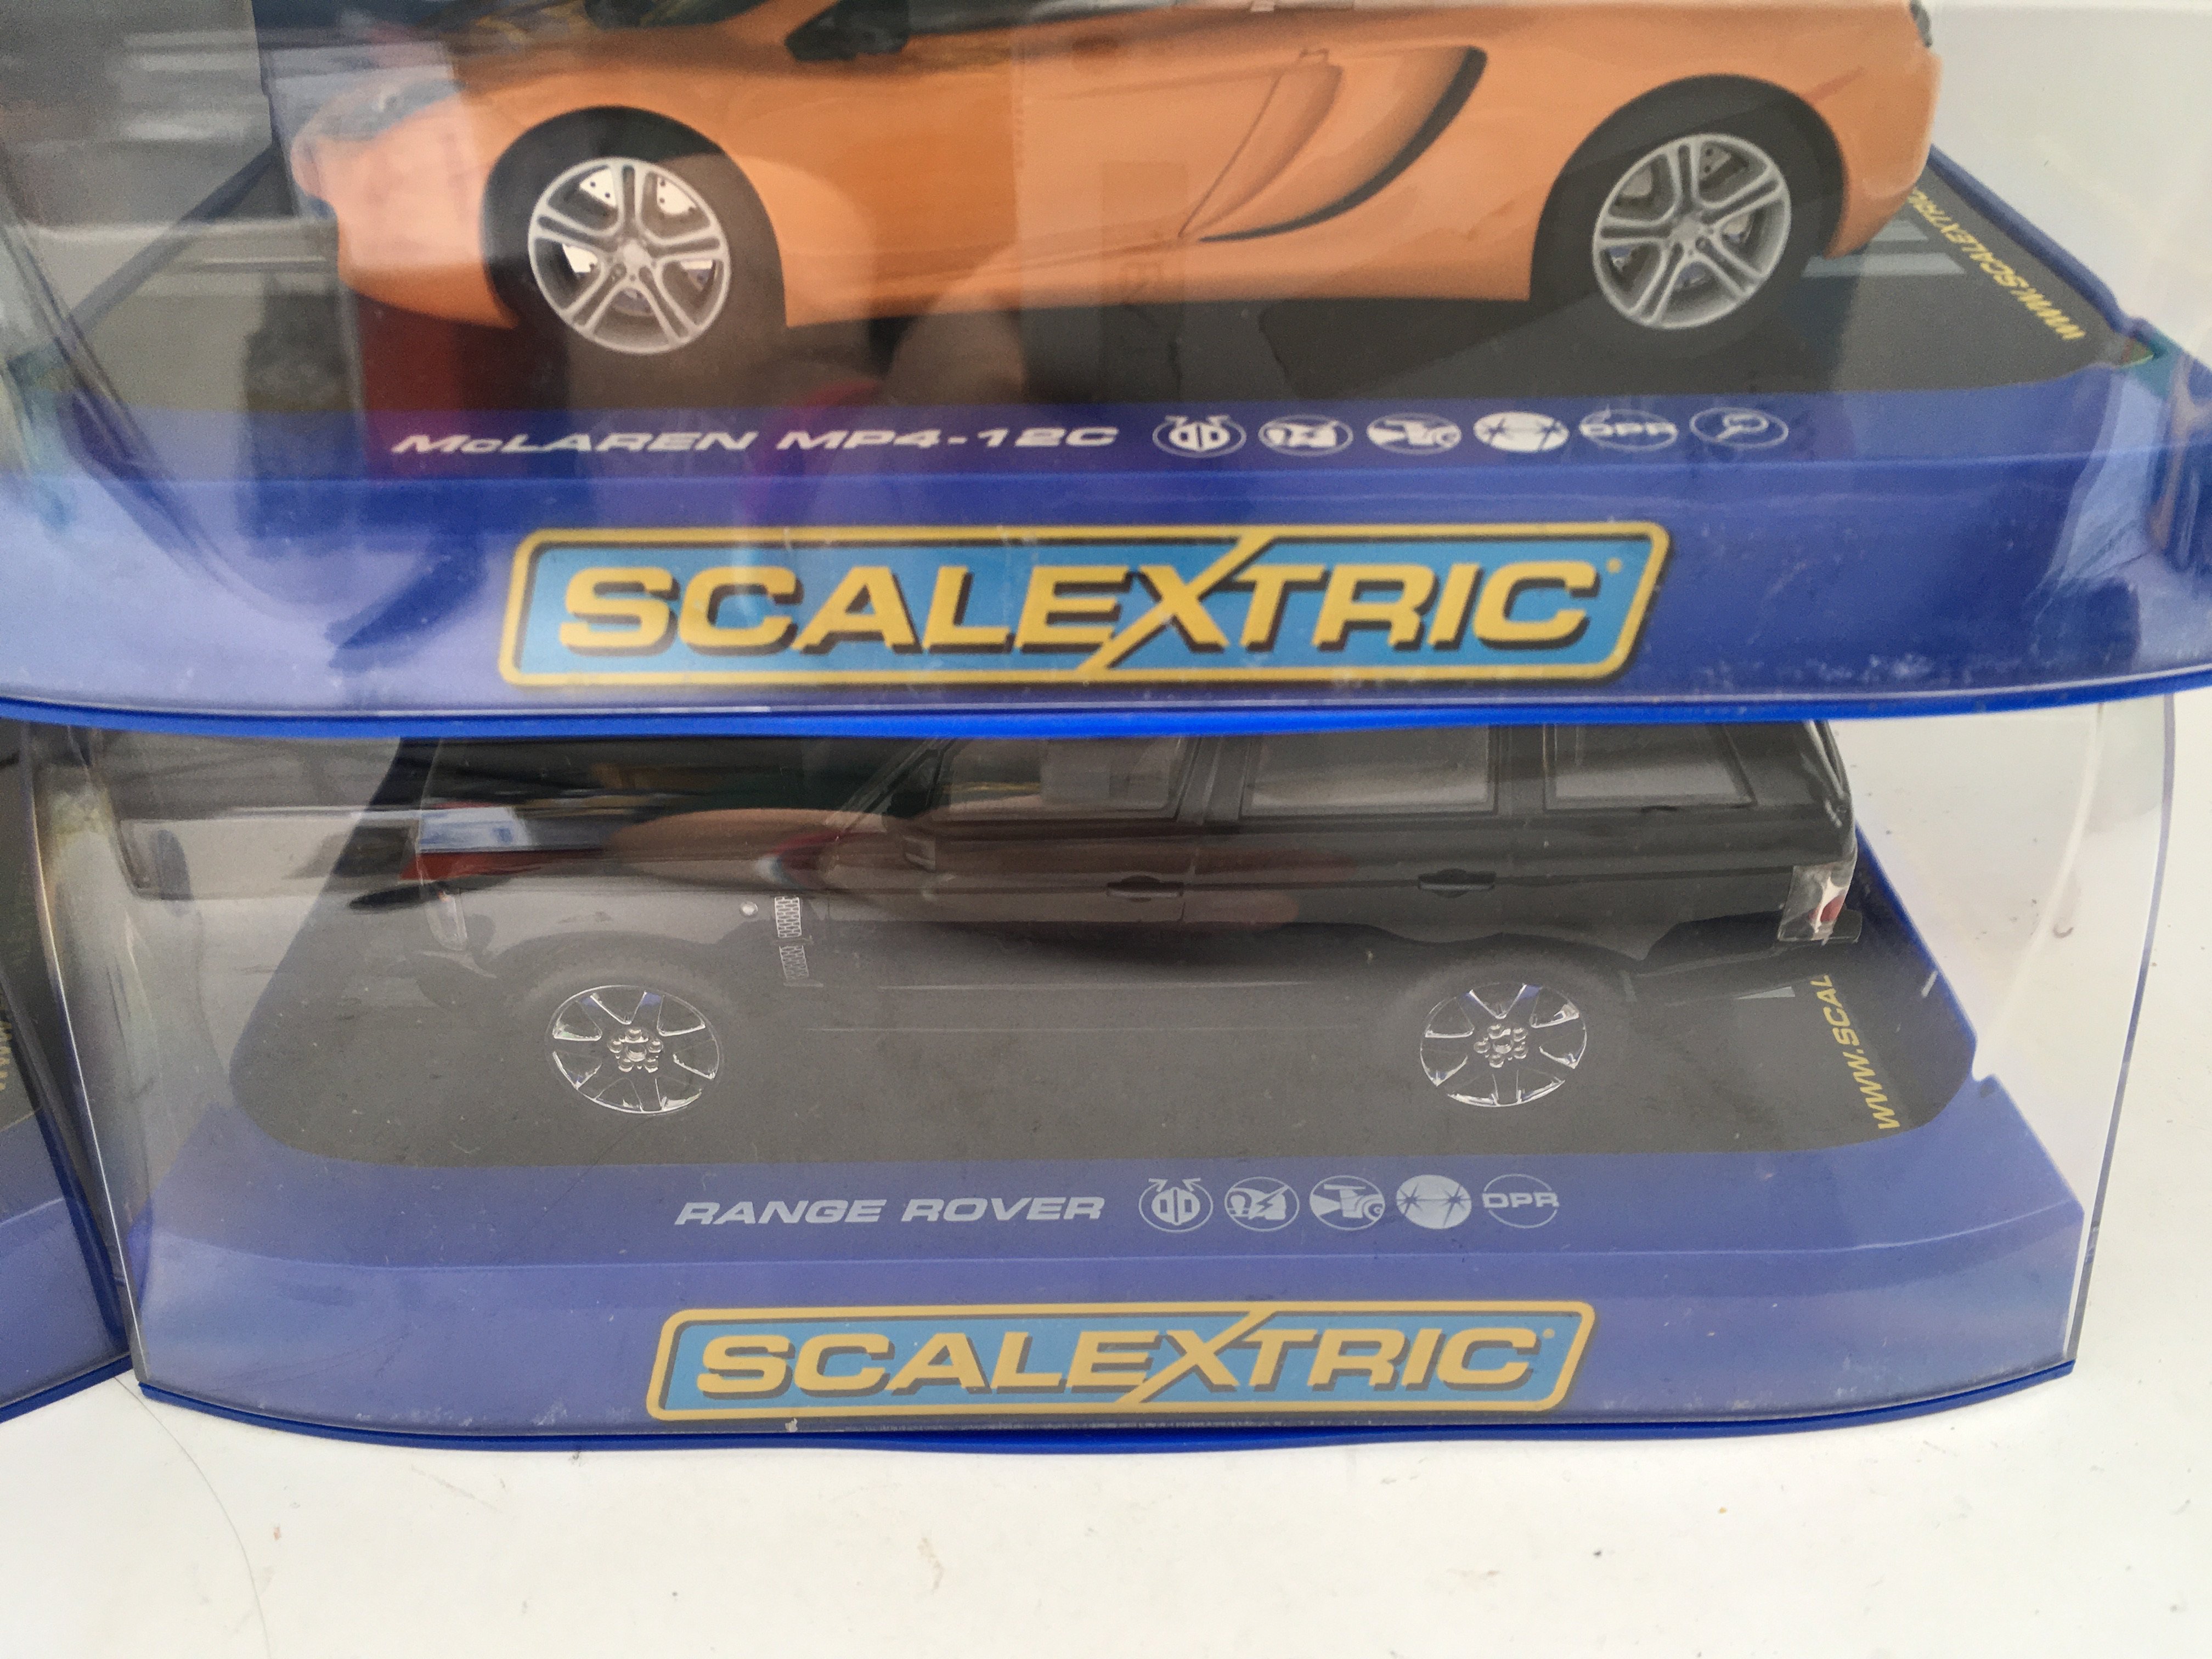 McLAREN MP4-12C DPR
WWW.SCALEXTRIC
SCALEXTRIC
WWW.SCAL
RANGE ROVER DPR
SCALEXTRIC